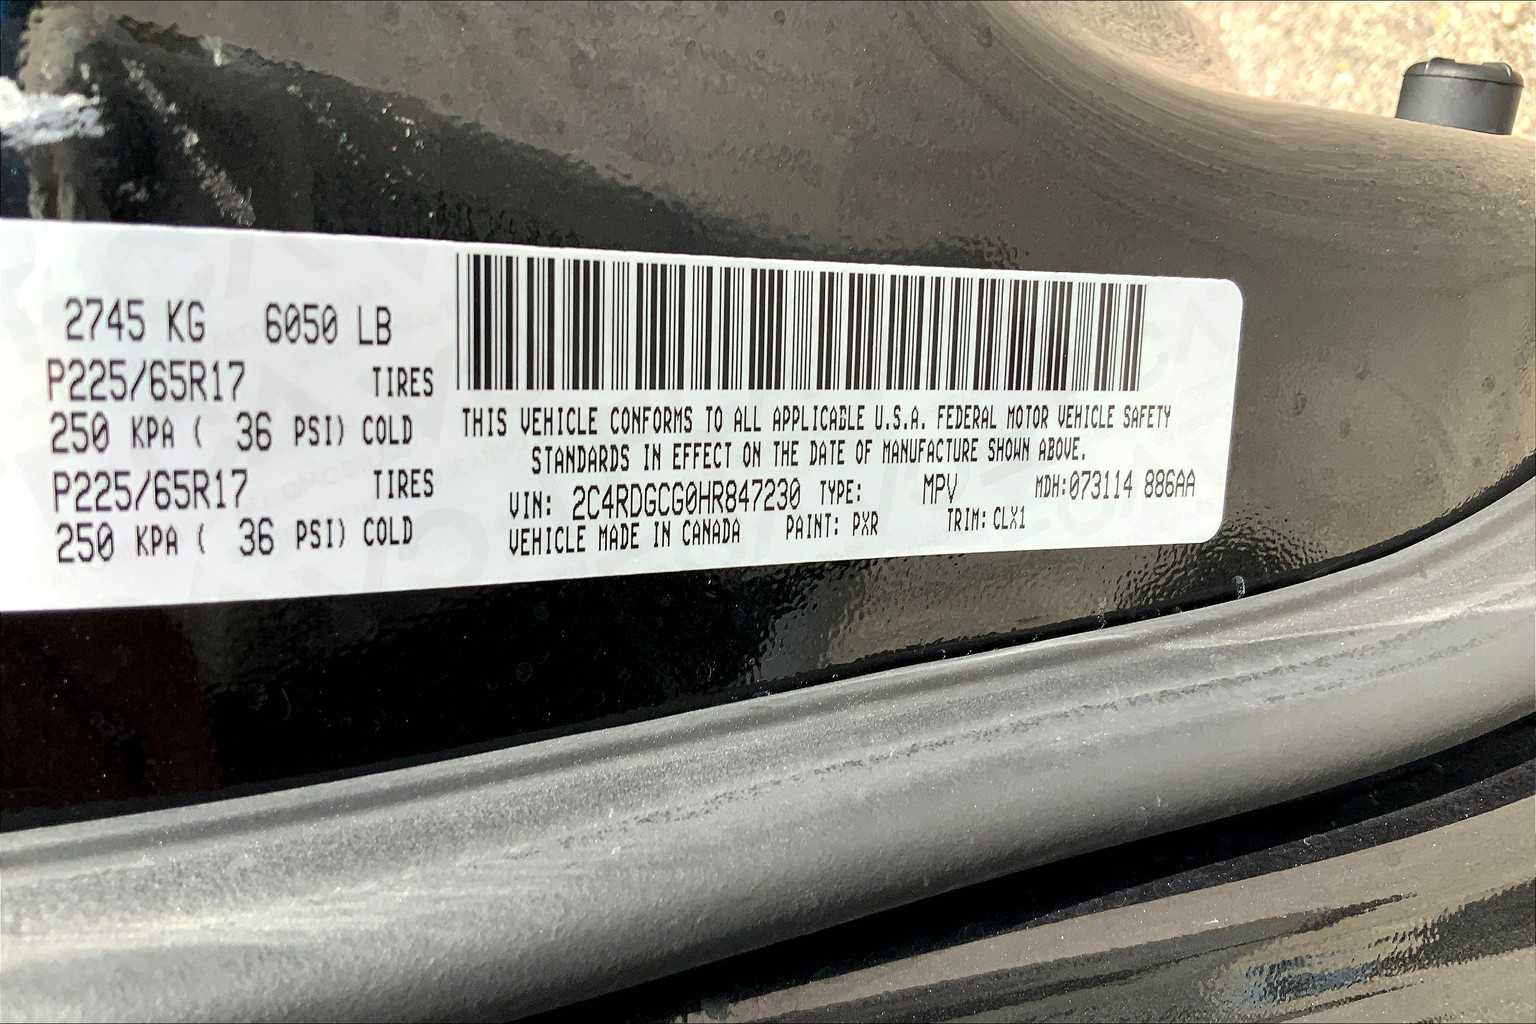 2745 KG 6050 LB
P225/65R17 TIRES
250 KPA ( 36 PSI) COLD
P225/65R17 TIRES
250 KPA ( 36 PSI) COLD
THIS VEHICLE CONFORMS TO ALL APPLICABLE U.S.A. FEDERAL MOTOR VEHICLE SAFETY
STANDARDS IN EFFECT ON THE DATE OF MANUFACTURE SHOWN ABOVE.
VIN: 2C4RDGCG0HR847230 TYPE: MPV MDH:073114 886AA
VEHICLE MADE IN CANADA PAINT: PXR TRIM: CLX1